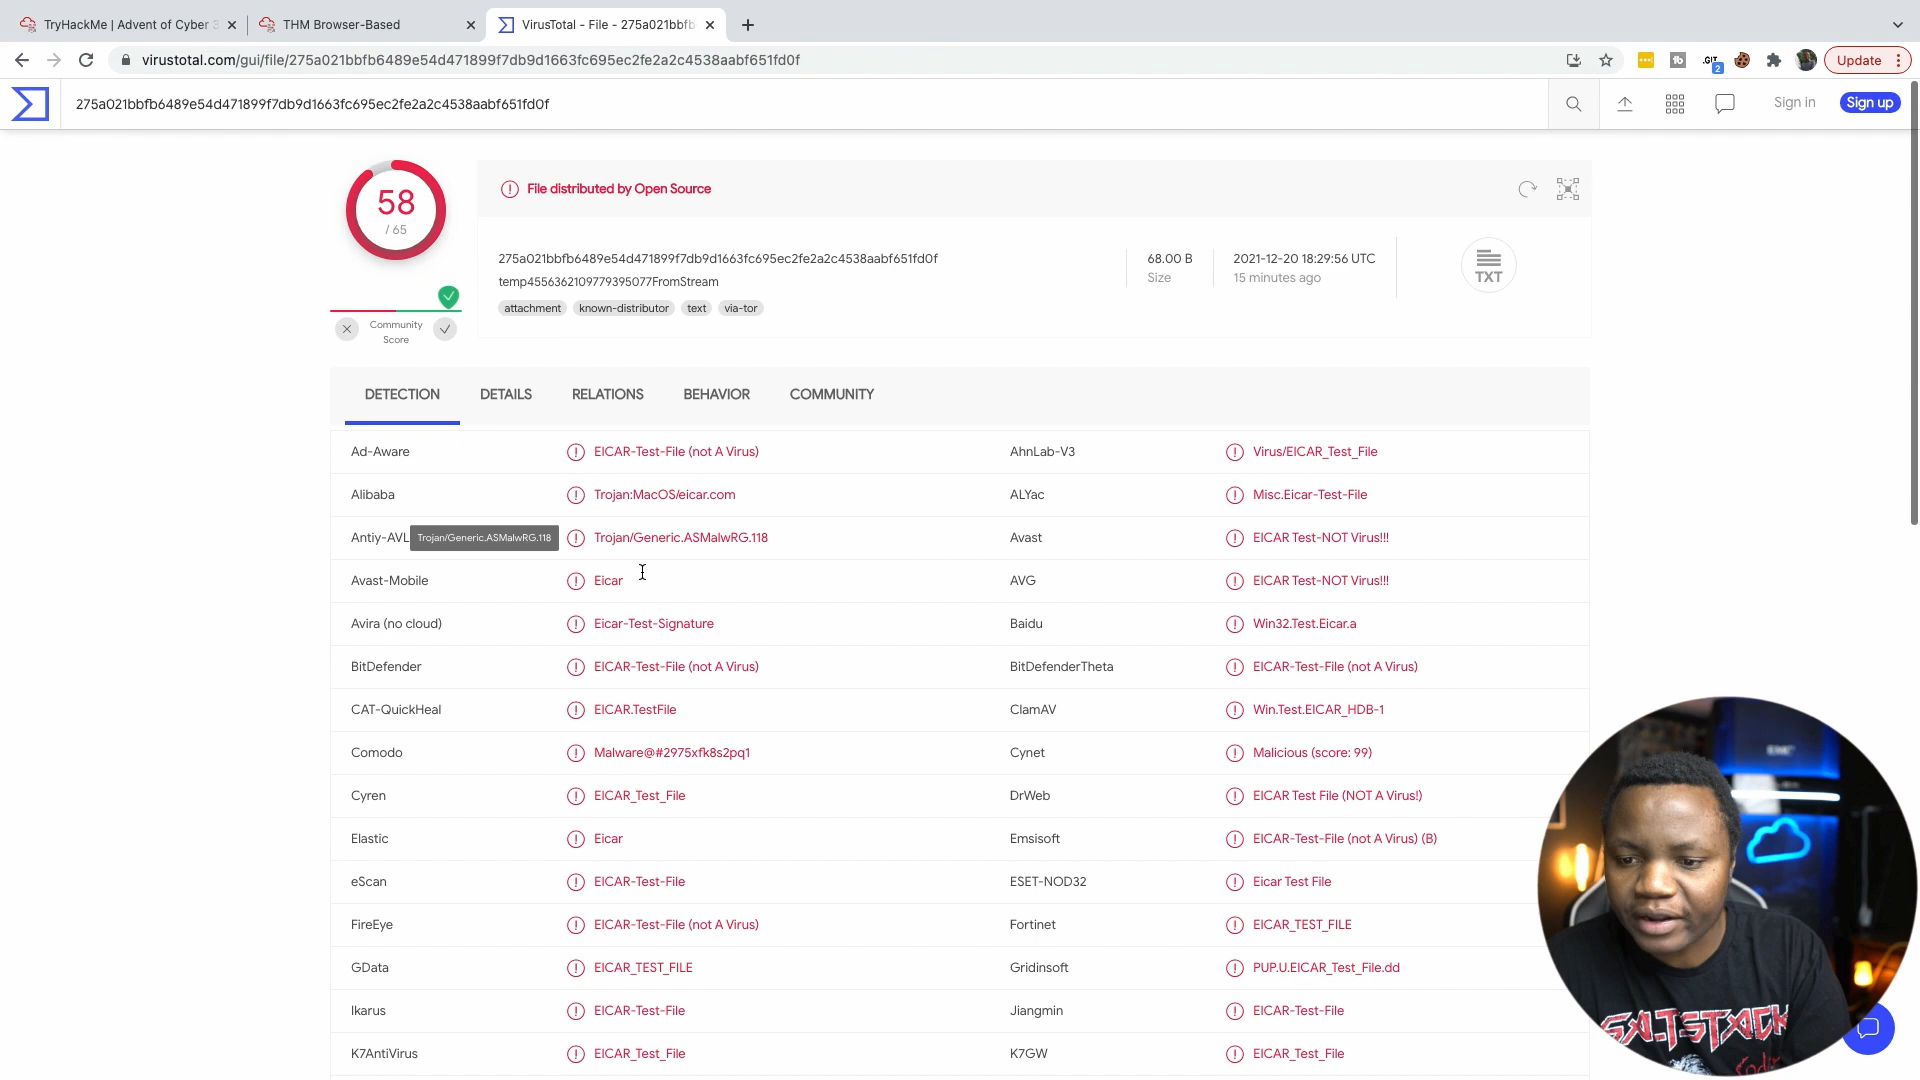 TryHackMe | Advent of Cyber 3
THM Browser-Based
VirusTotal - File - 275a021bbfb
virustotal.com/gui/file/275a021bbfb6489e54d471899f7db9d1663fc695ec2fe2a2c4538aabf651fd0f
GIT
2
Update
275a021bbfb6489e54d471899f7db9d1663fc695ec2fe2a2c4538aabf651fd0f
Sign in
Sign up
58
/ 65
File distributed by Open Source
275a021bbfb6489e54d471899f7db9d1663fc695ec2fe2a2c4538aabf651fd0f
temp4556362109779395077FromStream
attachment known-distributor text via-tor
68.00 B
Size
2021-12-20 18:29:56 UTC
15 minutes ago
TXT
Community
Score
DETECTION DETAILS RELATIONS BEHAVIOR COMMUNITY
Ad-Aware EICAR-Test-File (not A Virus) AhnLab-V3 Virus/EICAR_Test_File
Alibaba Trojan:MacOS/eicar.com ALYac Misc.Eicar-Test-File
Antiy-AVL Trojan/Generic.ASMalwRG.118 Trojan/Generic.ASMalwRG.118 Avast EICAR Test-NOT Virus!!!
Avast-Mobile Eicar AVG EICAR Test-NOT Virus!!!
Avira (no cloud) Eicar-Test-Signature Baidu Win32.Test.Eicar.a
BitDefender EICAR-Test-File (not A Virus) BitDefenderTheta EICAR-Test-File (not A Virus)
CAT-QuickHeal EICAR.TestFile ClamAV Win.Test.EICAR_HDB-1
Comodo Malware@#2975xfk8s2pq1 Cynet Malicious (score: 99)
Cyren EICAR_Test_File DrWeb EICAR Test File (NOT A Virus!)
Elastic Eicar Emsisoft EICAR-Test-File (not A Virus) (B)
eScan EICAR-Test-File ESET-NOD32 Eicar Test File
FireEye EICAR-Test-File (not A Virus) Fortinet EICAR_TEST_FILE
GData EICAR_TEST_FILE Gridinsoft PUP.U.EICAR_Test_File.dd
Ikarus EICAR-Test-File Jiangmin EICAR-Test-File
K7AntiVirus EICAR_Test_File K7GW EICAR_Test_File
SALTSTACK